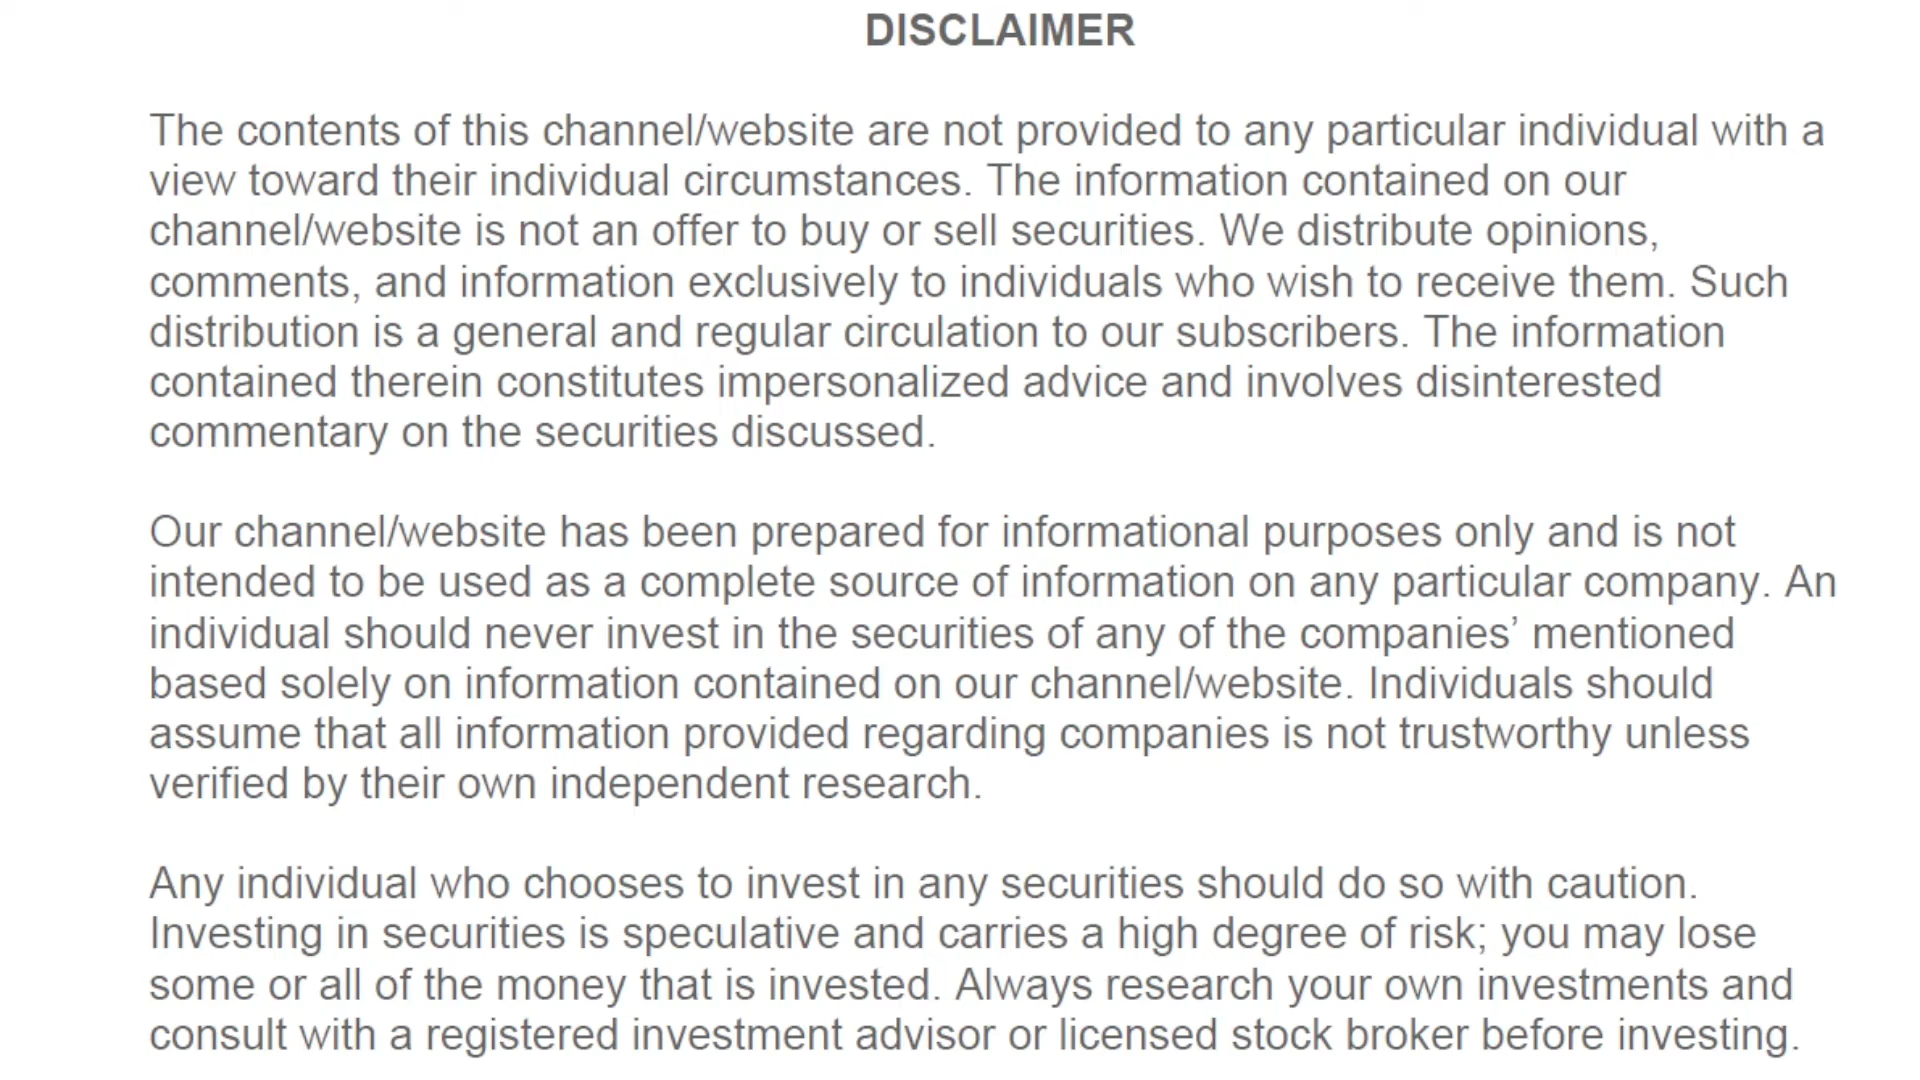 DISCLAIMER
The contents of this channel/website are not provided to any particular individual with a
view toward their individual circumstances. The information contained on our
channel/website is not an offer to buy or sell securities. We distribute opinions,
comments, and information exclusively to individuals who wish to receive them. Such
distribution is a general and regular circulation to our subscribers. The information
contained therein constitutes impersonalized advice and involves disinterested
commentary on the securities discussed.
Our channel/website has been prepared for informational purposes only and is not
intended to be used as a complete source of information on any particular company. An
individual should never invest in the securities of any of the companies’ mentioned
based solely on information contained on our channel/website. Individuals should
assume that all information provided regarding companies is not trustworthy unless
verified by their own independent research.
Any individual who chooses to invest in any securities should do so with caution.
Investing in securities is speculative and carries a high degree of risk; you may lose
some or all of the money that is invested. Always research your own investments and
consult with a registered investment advisor or licensed stock broker before investing.